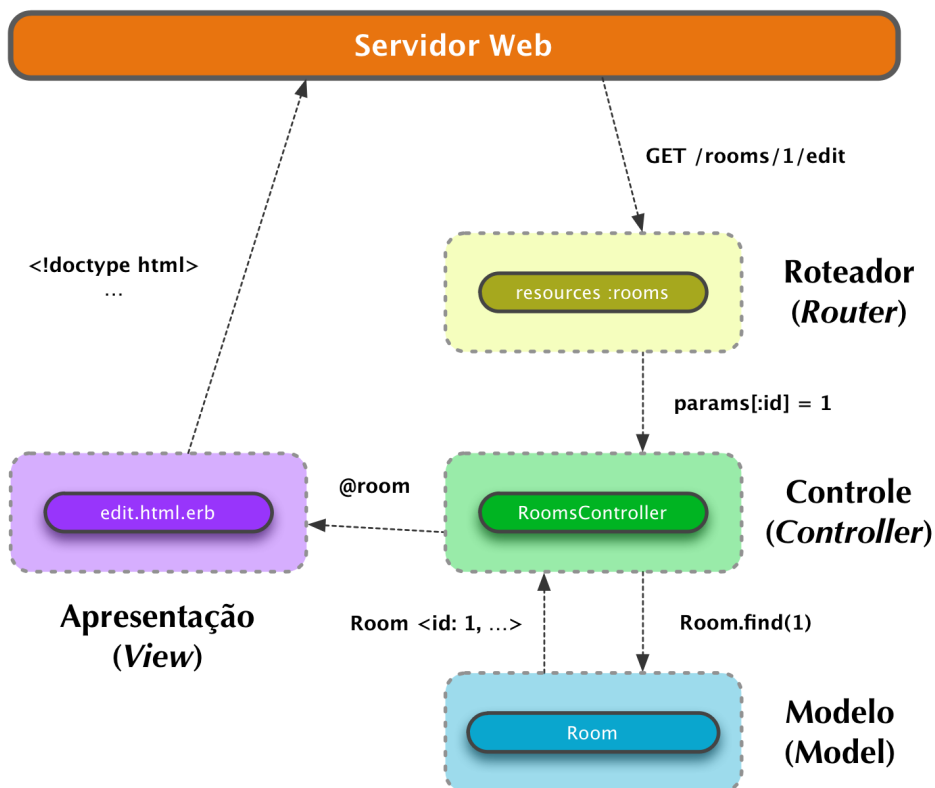 Servidor Web
GET /rooms/1/edit
<!doctype html>
...
resources :rooms
Roteador
(Router)
params[:id] = 1
@room
edit.html.erb
RoomsController
Controle
(Controller)
Apresentação
(View)
Room <id: 1, ...>
Room.find(1)
Room
Modelo
(Model)